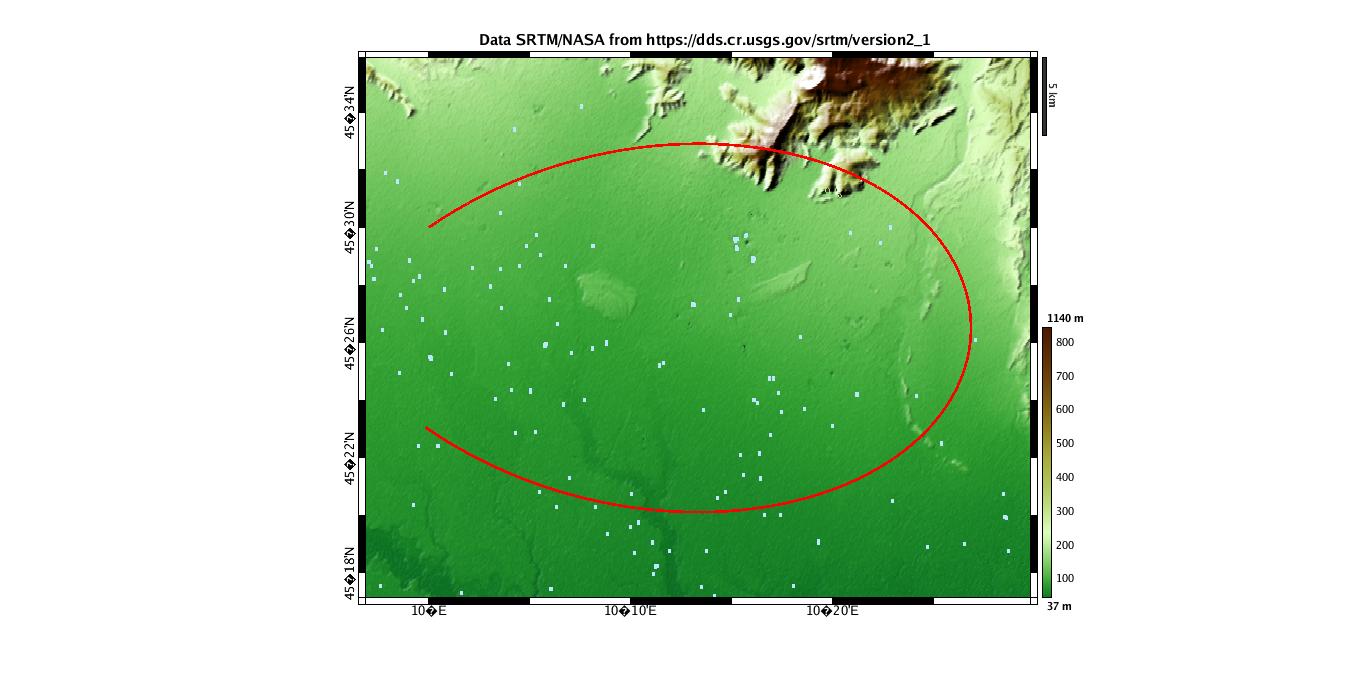 Data SRTM/NASA from https://dds.cr.usgs.gov/srtm/version2_1
5 km
45�34'N
45�30'N
45�26'N
45�22'N
45�18'N
10�E
10�10'E
10�20'E
1140 m
800
700
600
500
400
300
200
100
37 m